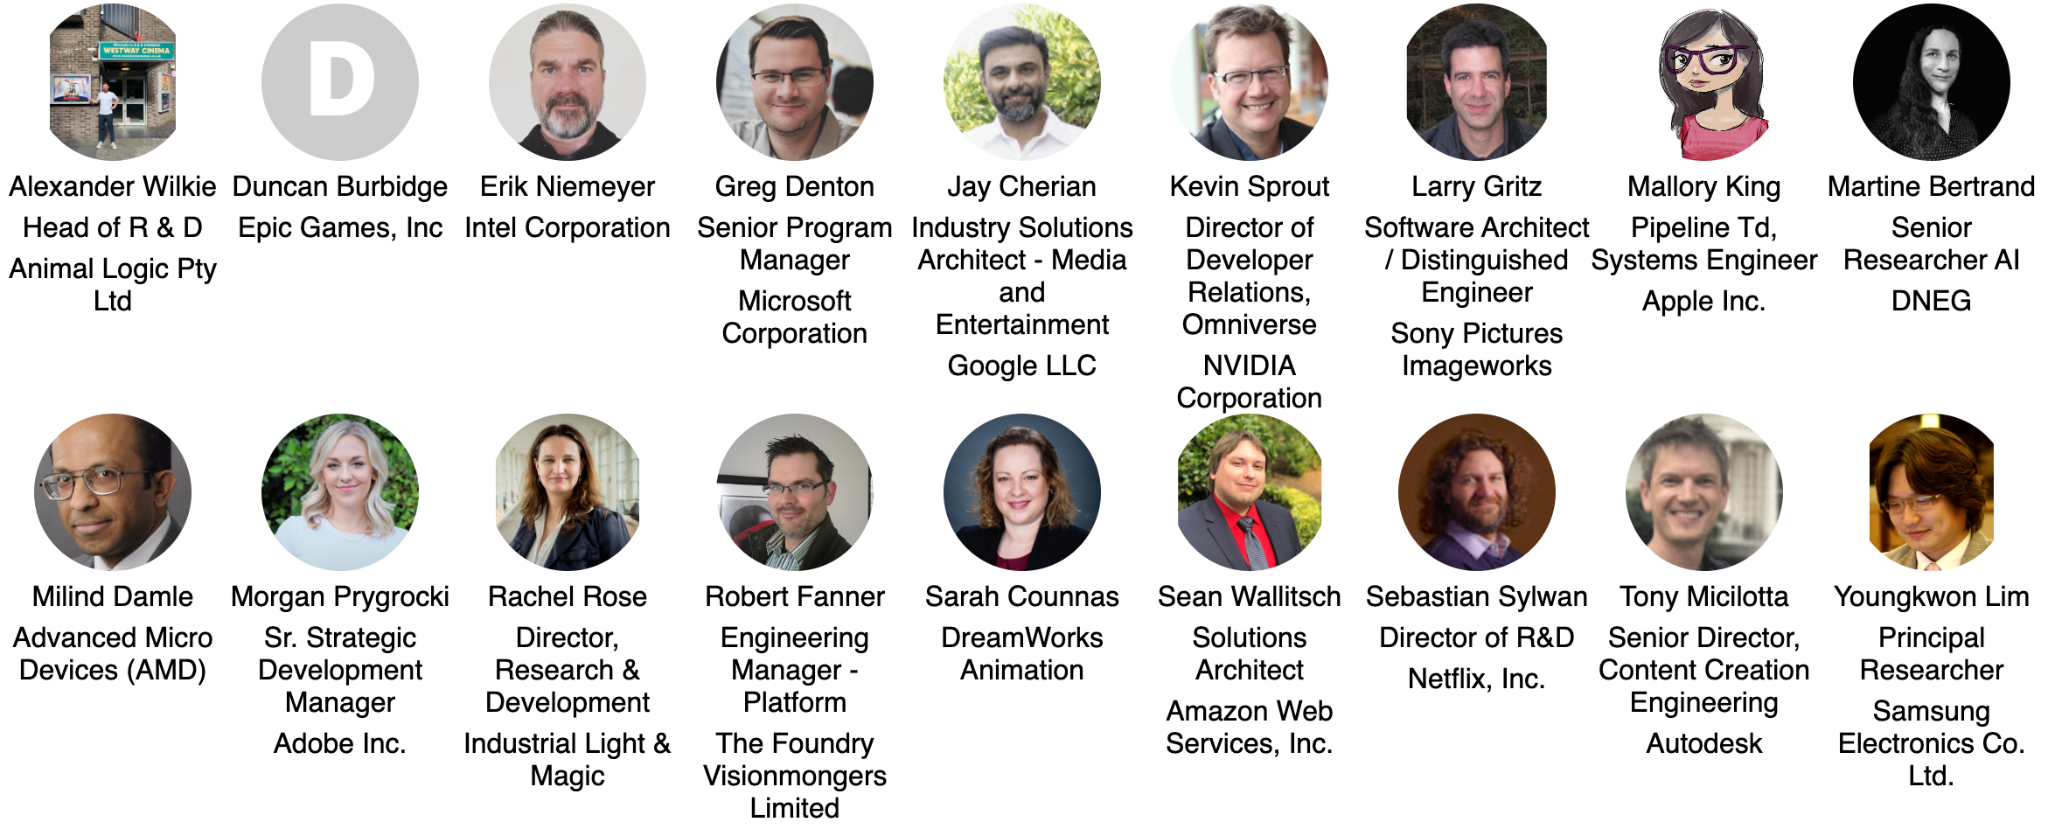 WESTWAY CINEMA
D
Alexander Wilkie
Head of R & D
Animal Logic Pty
Ltd
Duncan Burbidge
Epic Games, Inc
Erik Niemeyer
Intel Corporation
Greg Denton
Senior Program
Manager
Microsoft
Corporation
Jay Cherian
Industry Solutions
Architect - Media
and
Entertainment
Google LLC
Kevin Sprout
Director of
Developer
Relations,
Omniverse
NVIDIA
Corporation
Larry Gritz
Software Architect
/ Distinguished
Engineer
Sony Pictures
Imageworks
Mallory King
Pipeline Td,
Systems Engineer
Apple Inc.
Martine Bertrand
Senior
Researcher AI
DNEG
Milind Damle
Advanced Micro
Devices (AMD)
Morgan Prygrocki
Sr. Strategic
Development
Manager
Adobe Inc.
Rachel Rose
Director,
Research &
Development
Industrial Light &
Magic
Robert Fanner
Engineering
Manager -
Platform
The Foundry
Visionmongers
Limited
Sarah Counnas
DreamWorks
Animation
Sean Wallitsch
Solutions
Architect
Amazon Web
Services, Inc.
Sebastian Sylwan
Director of R&D
Netflix, Inc.
Tony Micilotta
Senior Director,
Content Creation
Engineering
Autodesk
Youngkwon Lim
Principal
Researcher
Samsung
Electronics Co.
Ltd.